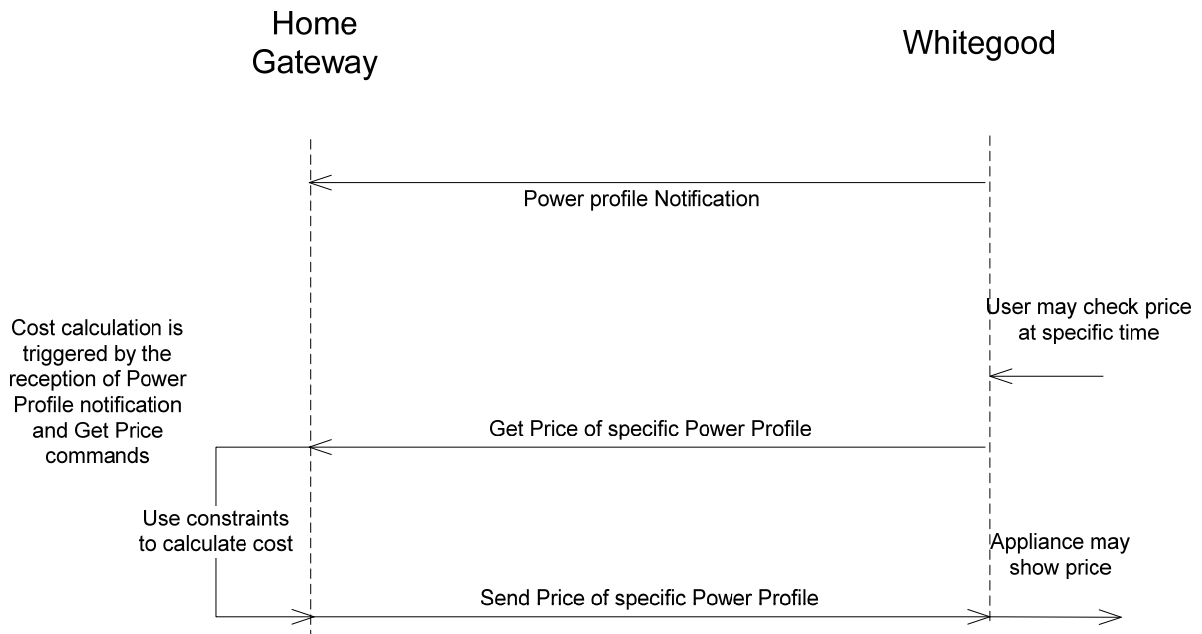 Home
Gateway
Whitegood
Power profile Notification
User may check price
at specific time
Cost calculation is
triggered by the
reception of Power
Profile notification
and Get Price
commands
Get Price of specific Power Profile
Use constraints
to calculate cost
Appliance may
show price
Send Price of specific Power Profile